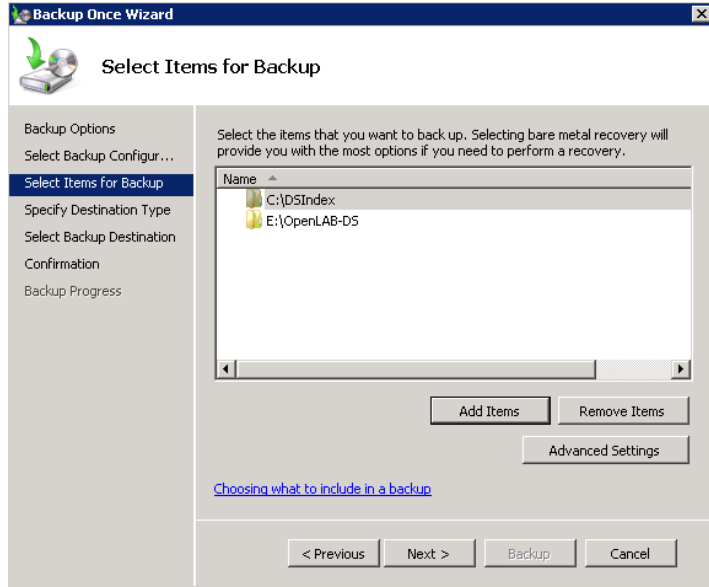 Backup Once Wizard
Select Items for Backup
Backup Options
Select Backup Configur...
Select Items for Backup
Specify Destination Type
Select Backup Destination
Confirmation
Backup Progress
Select the items that you want to back up. Selecting bare metal recovery will
provide you with the most options if you need to perform a recovery.
Name
C:\DSIndex
E:\OpenLAB-DS
Add Items
Remove Items
Advanced Settings
Choosing what to include in a backup
< Previous
Next >
Backup
Cancel